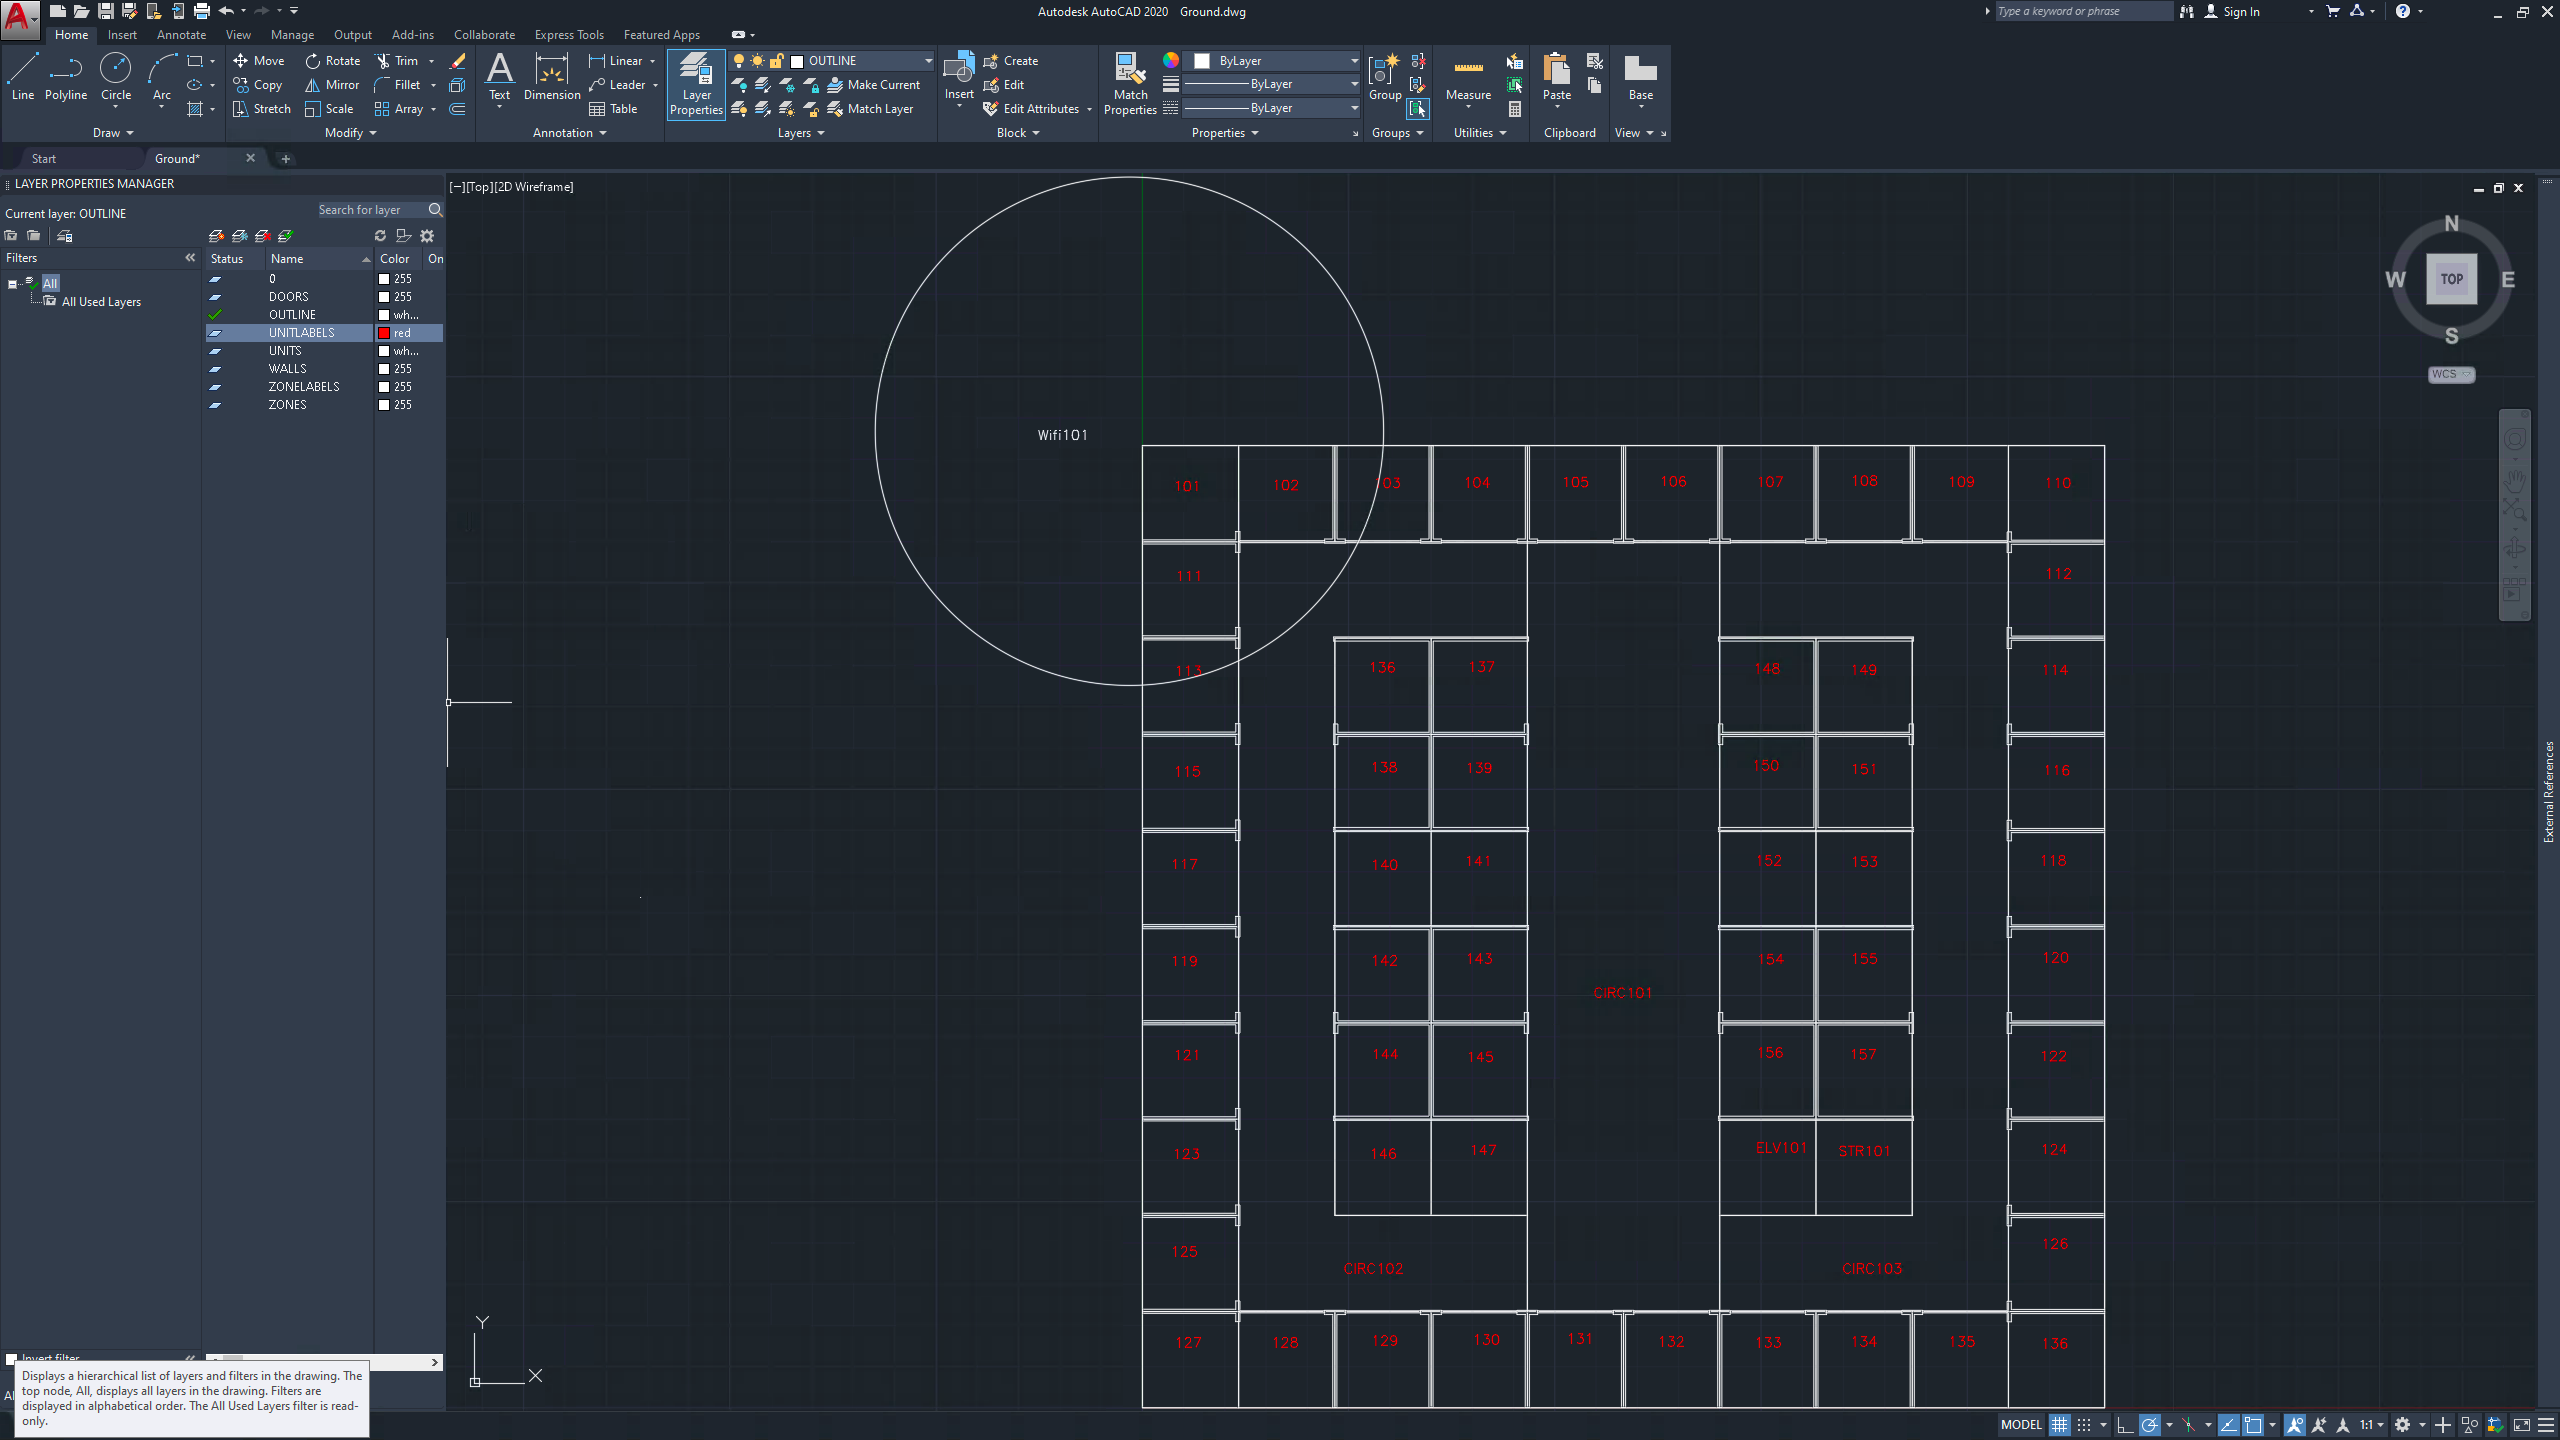 Autodesk AutoCAD 2020 Ground.dwg
Type a keyword or phrase
Sign In
Home Insert Annotate View Manage Output Add-ins Collaborate Express Tools Featured Apps
Line Polyline Circle Arc
Draw
Move Rotate Trim
Copy Mirror Fillet
Stretch Scale Array
Modify
Text Dimension
Linear
Leader
Table
Annotation
Layer Properties
OUTLINE
Make Current
Match Layer
Layers
Insert
Create
Edit
Edit Attributes
Block
Match Properties
ByLayer
ByLayer
ByLayer
Properties
Group
Groups
Measure
Utilities
Paste
Clipboard
Base
View
Start Ground*
LAYER PROPERTIES MANAGER
Current layer: OUTLINE
Search for layer
Filters
All
All Used Layers
Status Name Color On
0 255
DOORS 255
OUTLINE wh...
UNITLABELS red
UNITS wh...
WALLS 255
ZONELABELS 255
ZONES 255
Invert filter
Displays a hierarchical list of layers and filters in the drawing. The
top node, All, displays all layers in the drawing. Filters are
displayed in alphabetical order. The All Used Layers filter is read-
only.
[−][Top][2D Wireframe]
N
W TOP E
S
WCS
External References
Wifi101
101 102 103 104 105 106 107 108 109 110
111 112
113 136 137 148 149 114
115 138 139 150 151 116
117 140 141 152 153 118
119 142 143 154 155 120
CIRC101
121 144 145 156 157 122
123 146 147 ELV101 STR101 124
125 126
CIRC102 CIRC103
127 128 129 130 131 132 133 134 135 136
Y
X
MODEL 1:1